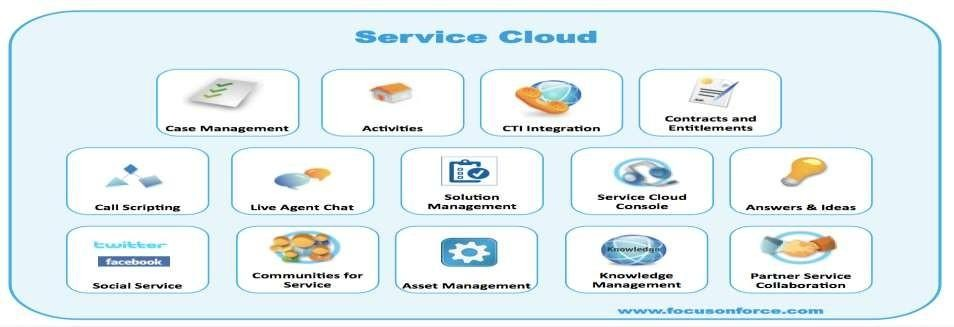 Service Cloud
Case Management
Activities
CTI Integration
Contracts and
Entitlements
Call Scripting
Live Agent Chat
Solution
Management
Service Cloud
Console
Answers & Ideas
twitter
facebook
Social Service
Communities for
Service
Asset Management
Knowledge
Knowledge
Management
Partner Service
Collaboration
www.focusonforce.com